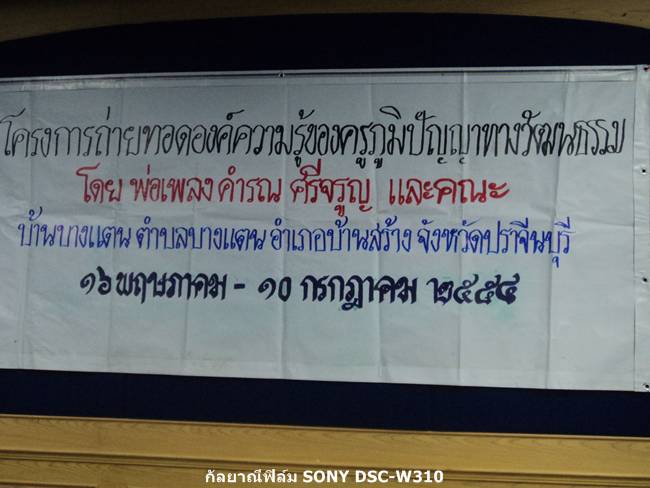 โครงการถ่ายทอดองค์ความรู้ของครูภูมิปัญญาทางวัฒนธรรม
โดย พ่อเพลง คำรณ ศรีจรูญ และคณะ
บ้านบางแตน ตำบลบางแตน อำเภอบ้านสร้าง จังหวัดปราจีนบุรี
๑๖ พฤษภาคม - ๑๐ กรกฎาคม ๒๕๕๔
กัลยาณีฟิล์ม SONY DSC-W310